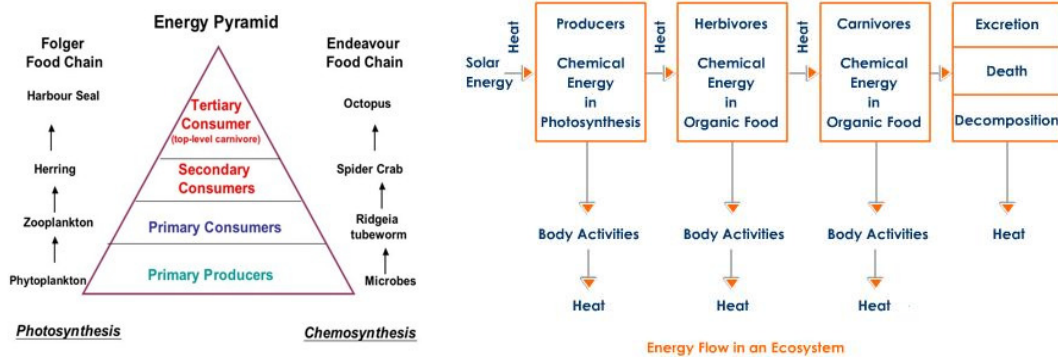 Energy Pyramid
Folger
Food Chain
Harbour Seal
Herring
Zooplankton
Phytoplankton
Photosynthesis
Tertiary
Consumer
(top-level carnivore)
Secondary
Consumers
Primary Consumers
Primary Producers
Endeavour
Food Chain
Octopus
Spider Crab
Ridgeia
tubeworm
Microbes
Chemosynthesis
Solar
Energy
Heat
Producers
Chemical
Energy
in
Photosynthesis
Heat
Herbivores
Chemical
Energy
in
Organic Food
Heat
Carnivores
Chemical
Energy
in
Organic Food
Excretion
Death
Decomposition
Body Activities
Body Activities
Body Activities
Heat
Heat
Heat
Heat
Energy Flow in an Ecosystem